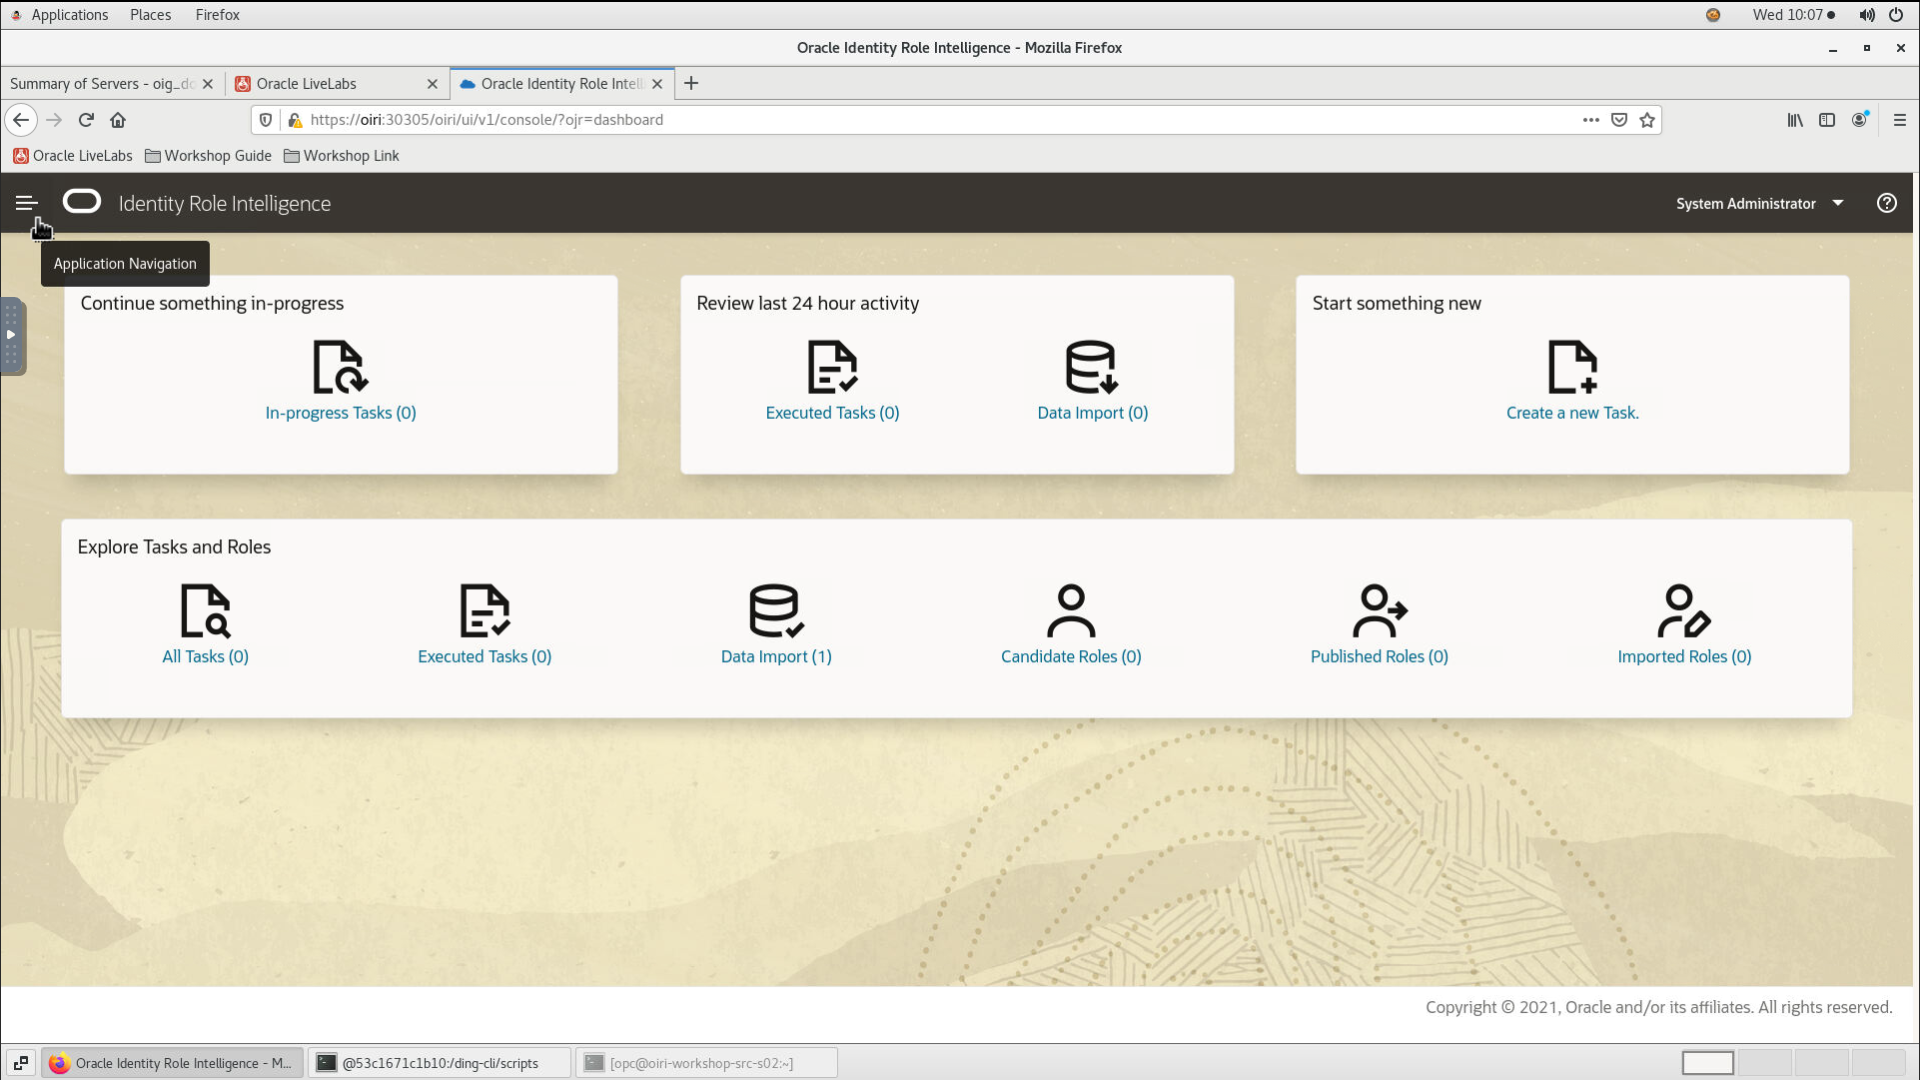 Applications Places Firefox Wed 10:07
Oracle Identity Role Intelligence - Mozilla Firefox
Summary of Servers - oig_do Oracle LiveLabs Oracle Identity Role Intell
https://oiri:30305/oiri/ui/v1/console/?ojr=dashboard
Oracle LiveLabs Workshop Guide Workshop Link
Identity Role Intelligence System Administrator
Application Navigation
Continue something in-progress
In-progress Tasks (0)
Review last 24 hour activity
Executed Tasks (0) Data Import (0)
Start something new
Create a new Task.
Explore Tasks and Roles
All Tasks (0) Executed Tasks (0) Data Import (1) Candidate Roles (0) Published Roles (0) Imported Roles (0)
Copyright © 2021, Oracle and/or its affiliates. All rights reserved.
Oracle Identity Role Intelligence - M... @53c1671c1b10:/ding-cli/scripts [opc@oiri-workshop-src-s02:~]